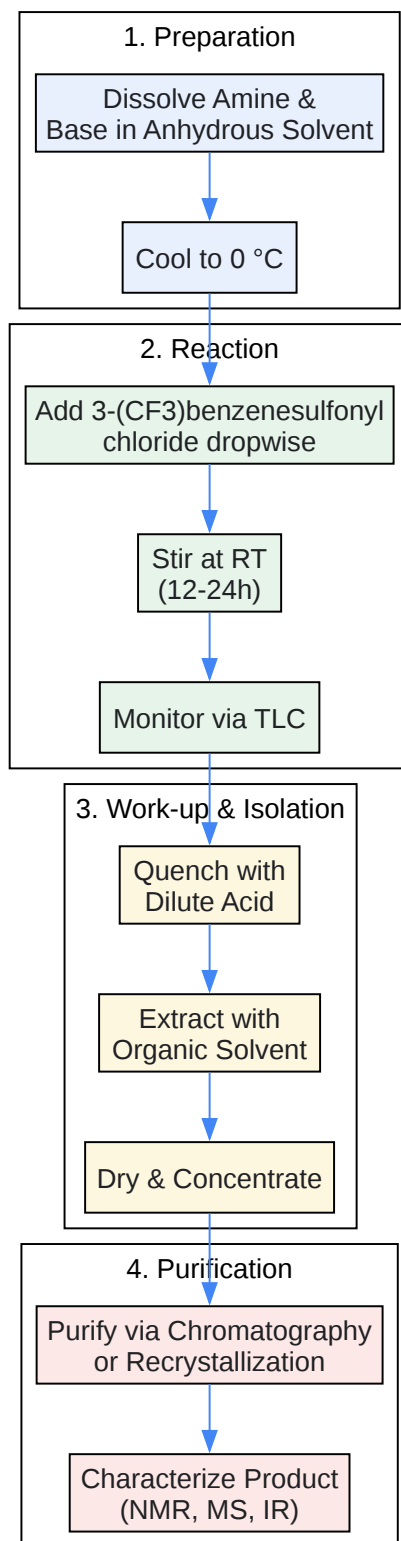 1. Preparation
Dissolve Amine &
Base in Anhydrous Solvent
Cool to 0 °C
2. Reaction
Add 3-(CF3)benzenesulfonyl
chloride dropwise
Stir at RT
(12-24h)
Monitor via TLC
3. Work-up & Isolation
Quench with
Dilute Acid
Extract with
Organic Solvent
Dry & Concentrate
4. Purification
Purify via Chromatography
or Recrystallization
Characterize Product
(NMR, MS, IR)